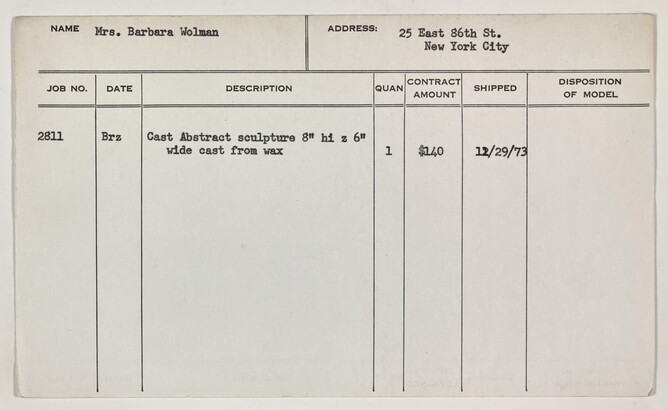 NAME Mrs. Barbara Wolman ADDRESS: 25 East 86th St.
New York City
JOB NO. DATE DESCRIPTION QUAN CONTRACT AMOUNT SHIPPED DISPOSITION OF MODEL
2811 Brz Cast Abstract sculpture 8" hi z 6"
wide cast from wax 1 $140 12/29/73